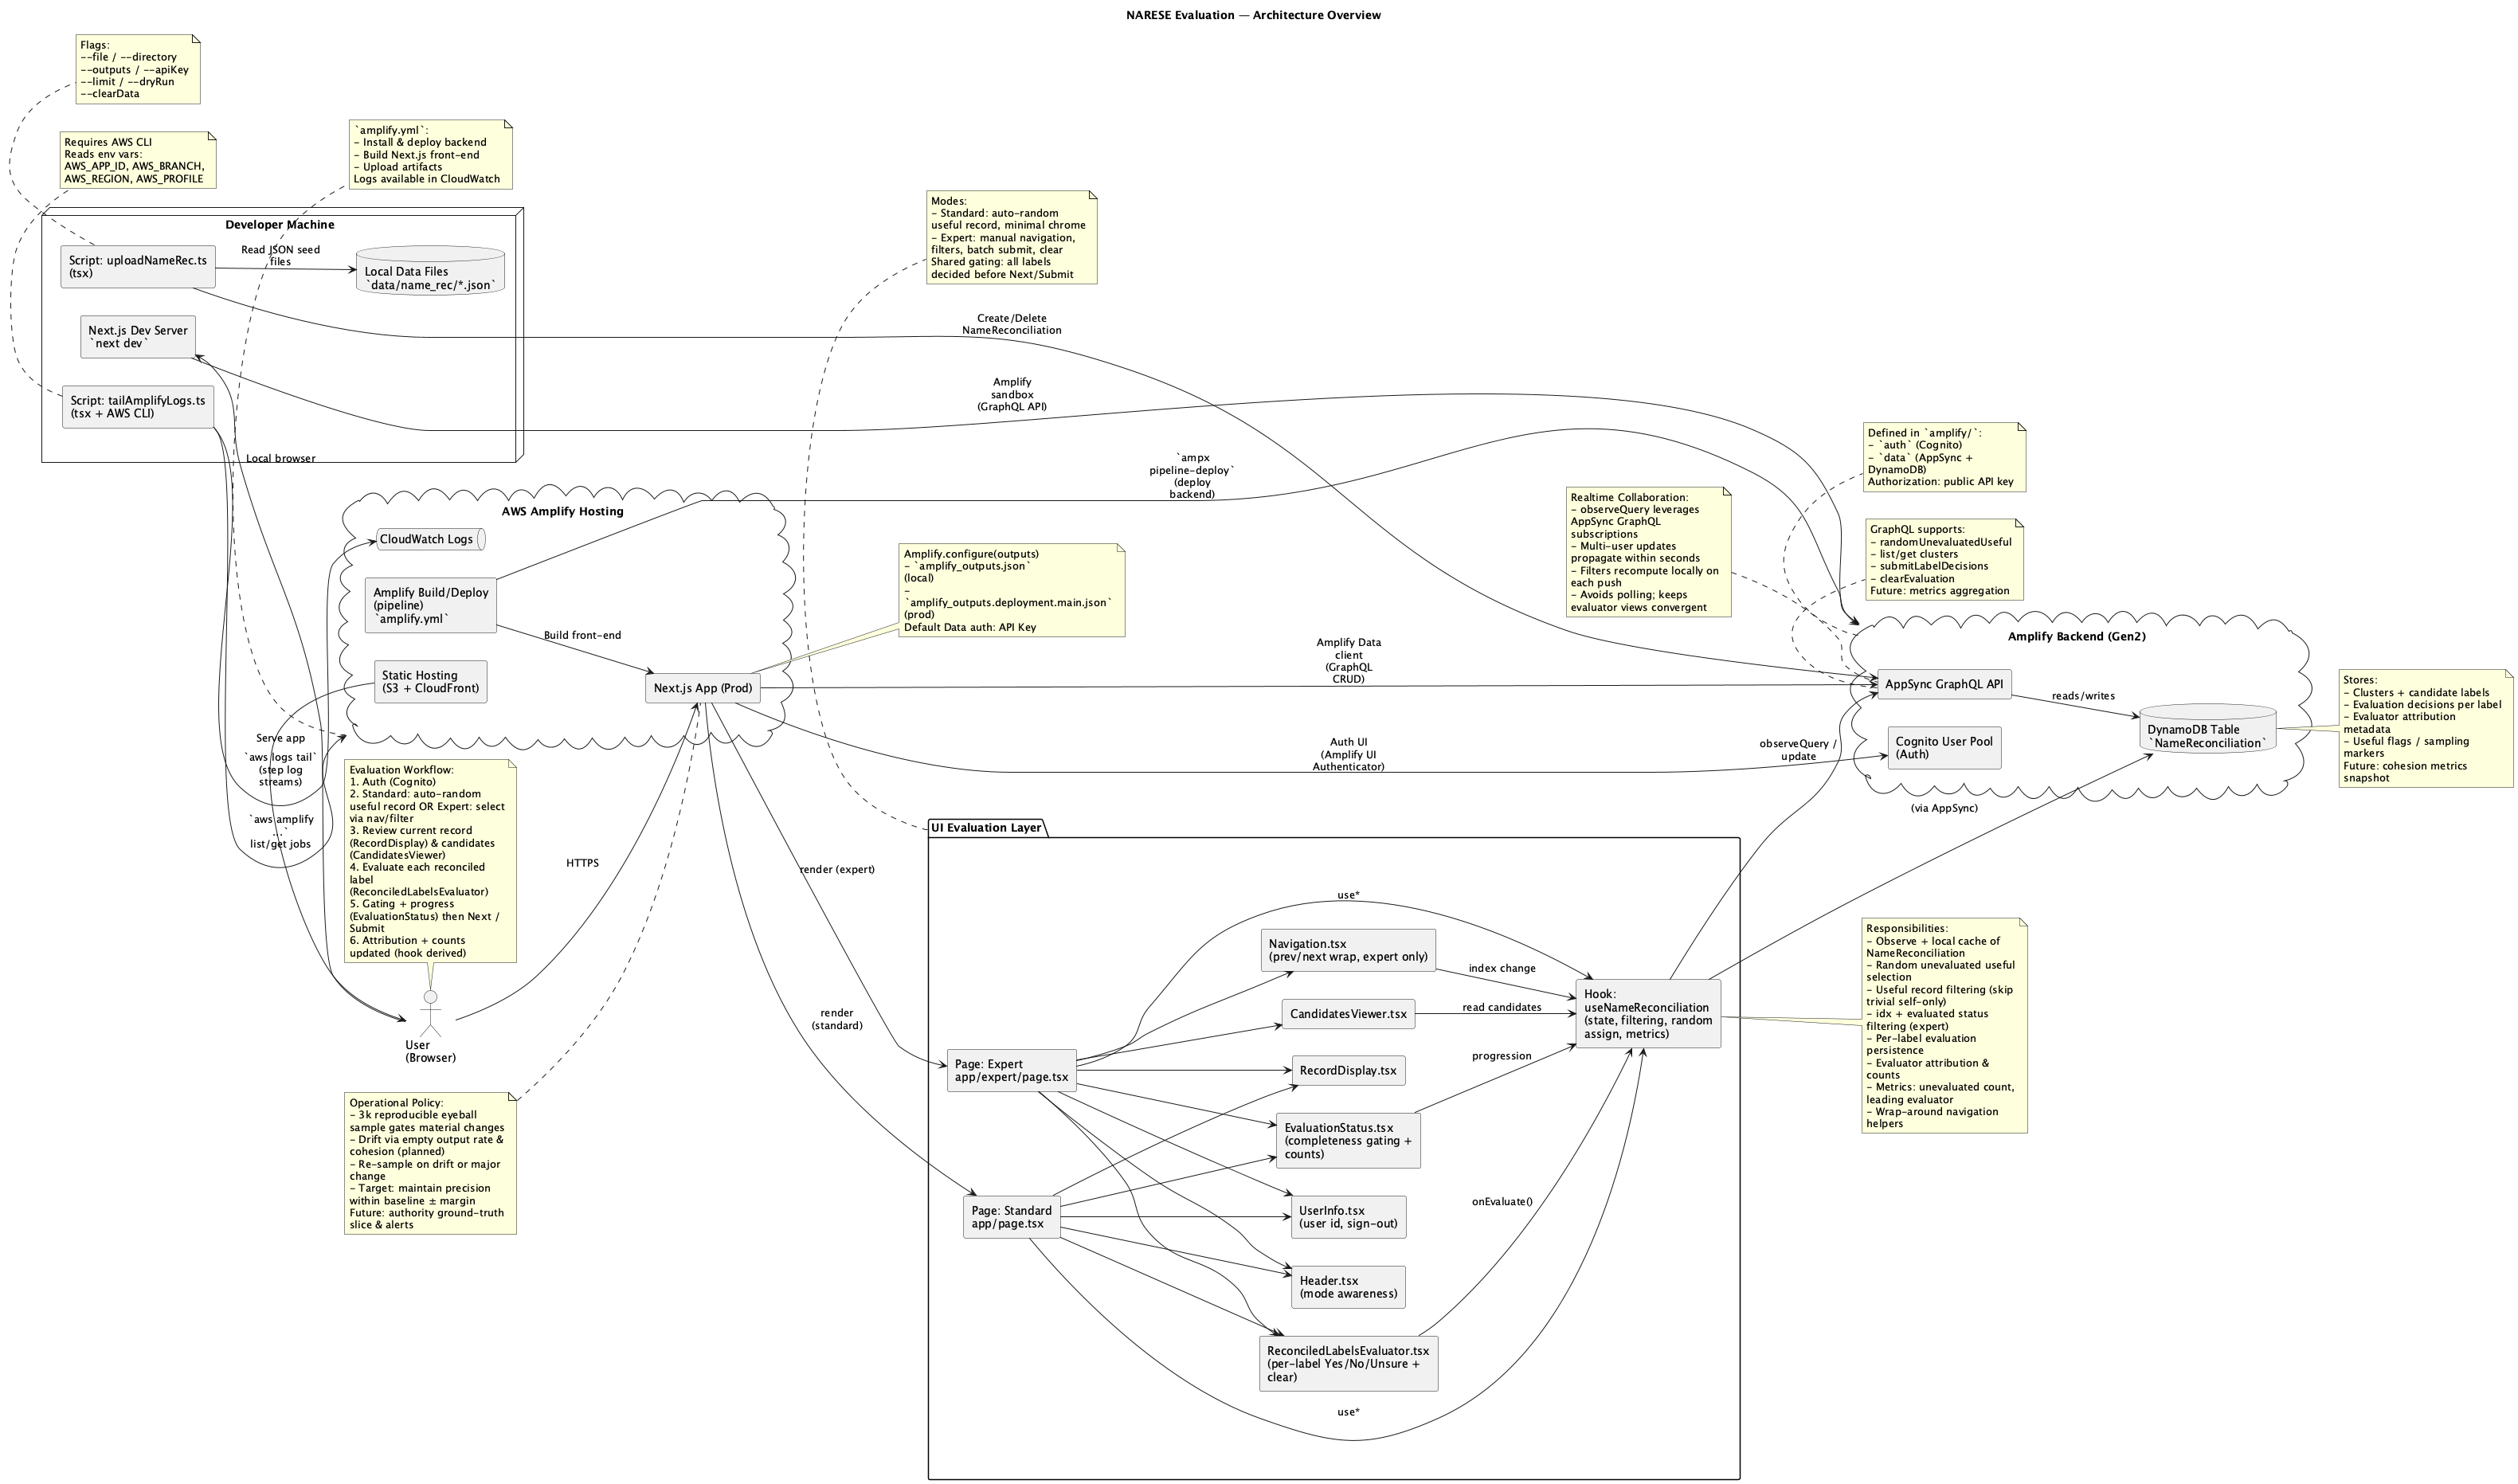 NARESE Evaluation — Architecture Overview
Flags:
--file / --directory
--outputs / --apiKey
--limit / --dryRun
--clearData
Requires AWS CLI
Reads env vars:
AWS_APP_ID, AWS_BRANCH,
AWS_REGION, AWS_PROFILE
`amplify.yml`:
- Install & deploy backend
- Build Next.js front-end
- Upload artifacts
Logs available in CloudWatch
Developer Machine
Script: uploadNameRec.ts
(tsx)
Read JSON seed
files
Local Data Files
`data/name_rec/*.json`
Next.js Dev Server
`next dev`
Script: tailAmplifyLogs.ts
(tsx + AWS CLI)
Local browser
Modes:
- Standard: auto-random
useful record, minimal chrome
- Expert: manual navigation,
filters, batch submit, clear
Shared gating: all labels
decided before Next/Submit
Create/Delete
NameReconciliation
Amplify
sandbox
(GraphQL API)
`ampx
pipeline-deploy`
(deploy
backend)
AWS Amplify Hosting
CloudWatch Logs
Amplify Build/Deploy
(pipeline)
`amplify.yml`
Build front-end
Static Hosting
(S3 + CloudFront)
Next.js App (Prod)
Amplify.configure(outputs)
- `amplify_outputs.json`
(local)
-
`amplify_outputs.deployment.main.json`
(prod)
Default Data auth: API Key
Realtime Collaboration:
- observeQuery leverages
AppSync GraphQL
subscriptions
- Multi-user updates
propagate within seconds
- Filters recompute locally on
each push
- Avoids polling; keeps
evaluator views convergent
Defined in `amplify/`:
- `auth` (Cognito)
- `data` (AppSync +
DynamoDB)
Authorization: public API key
GraphQL supports:
- randomUnevaluatedUseful
- list/get clusters
- submitLabelDecisions
- clearEvaluation
Future: metrics aggregation
Amplify Backend (Gen2)
AppSync GraphQL API
reads/writes
DynamoDB Table
`NameReconciliation`
Cognito User Pool
(Auth)
Stores:
- Clusters + candidate labels
- Evaluation decisions per label
- Evaluator attribution
metadata
- Useful flags / sampling
markers
Future: cohesion metrics
snapshot
Amplify Data
client
(GraphQL
CRUD)
Auth UI
(Amplify UI
Authenticator)
observeQuery /
update
(via AppSync)
Serve app
`aws logs tail`
(step log
streams)
`aws amplify
...`
list/get jobs
Evaluation Workflow:
1. Auth (Cognito)
2. Standard: auto-random
useful record OR Expert: select
via nav/filter
3. Review current record
(RecordDisplay) & candidates
(CandidatesViewer)
4. Evaluate each reconciled
label
(ReconciledLabelsEvaluator)
5. Gating + progress
(EvaluationStatus) then Next /
Submit
6. Attribution + counts
updated (hook derived)
HTTPS
User
(Browser)
Operational Policy:
- 3k reproducible eyeball
sample gates material changes
- Drift via empty output rate &
cohesion (planned)
- Re-sample on drift or major
change
- Target: maintain precision
within baseline ± margin
Future: authority ground-truth
slice & alerts
render (expert)
render
(standard)
UI Evaluation Layer
use*
Navigation.tsx
(prev/next wrap, expert only)
index change
CandidatesViewer.tsx
read candidates
Hook:
useNameReconciliation
(state, filtering, random
assign, metrics)
Page: Expert
app/expert/page.tsx
RecordDisplay.tsx
progression
EvaluationStatus.tsx
(completeness gating +
counts)
Page: Standard
app/page.tsx
UserInfo.tsx
(user id, sign-out)
onEvaluate()
Header.tsx
(mode awareness)
ReconciledLabelsEvaluator.tsx
(per-label Yes/No/Unsure +
clear)
use*
Responsibilities:
- Observe + local cache of
NameReconciliation
- Random unevaluated useful
selection
- Useful record filtering (skip
trivial self-only)
- idx + evaluated status
filtering (expert)
- Per-label evaluation
persistence
- Evaluator attribution &
counts
- Metrics: unevaluated count,
leading evaluator
- Wrap-around navigation
helpers